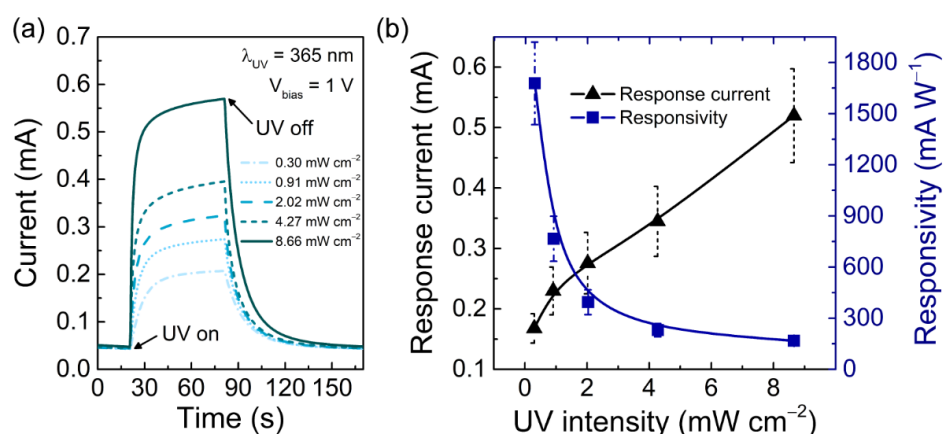 (a)
0.7
0.6
0.5
0.4
0.3
0.2
0.1
0.0
Current (mA)
λUV = 365 nm
Vbias = 1 V
UV off
0.30 mW cm⁻²
0.91 mW cm⁻²
2.02 mW cm⁻²
4.27 mW cm⁻²
8.66 mW cm⁻²
UV on
0 30 60 90 120 150
Time (s)
(b)
0.6
0.5
0.4
0.3
0.2
0.1
Response current (mA)
Response current
Responsivity
1800
1500
1200
900
600
300
0
Responsivity (mA W⁻¹)
0 2 4 6 8
UV intensity (mW cm⁻²)